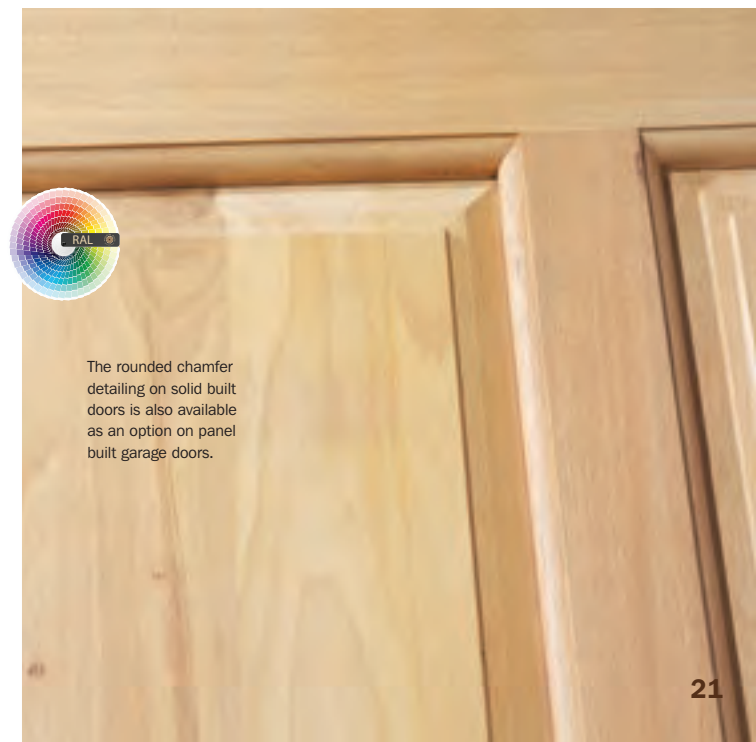 RAL
The rounded chamfer
detailing on solid built
doors is also available
as an option on panel
built garage doors.
21